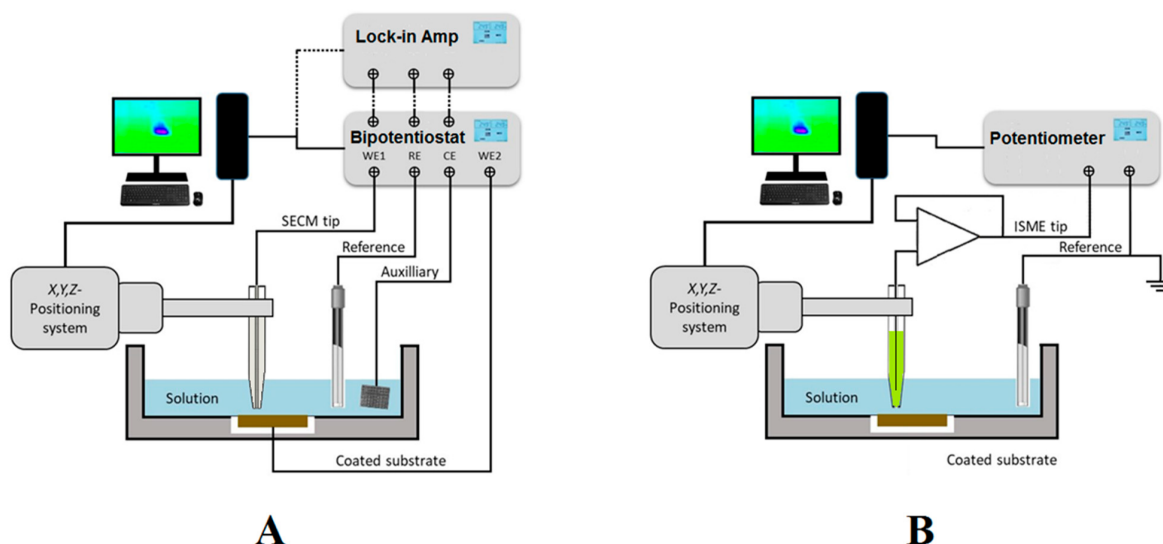 Lock-in Amp
Bipotentiostat
WE1 RE CE WE2
SECM tip
Reference
Auxilliary
X,Y,Z-
Positioning
system
Solution
Coated substrate
A
Potentiometer
ISME tip
Reference
X,Y,Z-
Positioning
system
Solution
Coated substrate
B